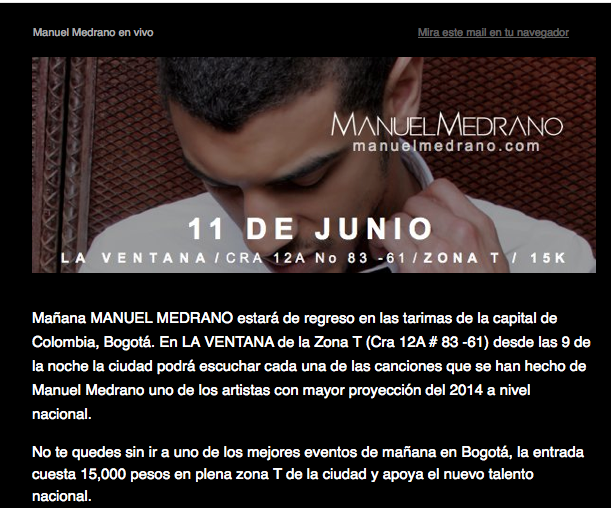 Manuel Medrano en vivo
Mira este mail en tu navegador
MANUELMEDRANO
manuelmedrano.com
11 DE JUNIO
LA VENTANA / CRA 12A No 83 -61 / ZONA T / 15K
Mañana MANUEL MEDRANO estará de regreso en las tarimas de la capital de
Colombia, Bogotá. En LA VENTANA de la Zona T (Cra 12A # 83 -61) desde las 9 de
la noche la ciudad podrá escuchar cada una de las canciones que se han hecho de
Manuel Medrano uno de los artistas con mayor proyección del 2014 a nivel
nacional.
No te quedes sin ir a uno de los mejores eventos de mañana en Bogotá, la entrada
cuesta 15,000 pesos en plena zona T de la ciudad y apoya el nuevo talento
nacional.